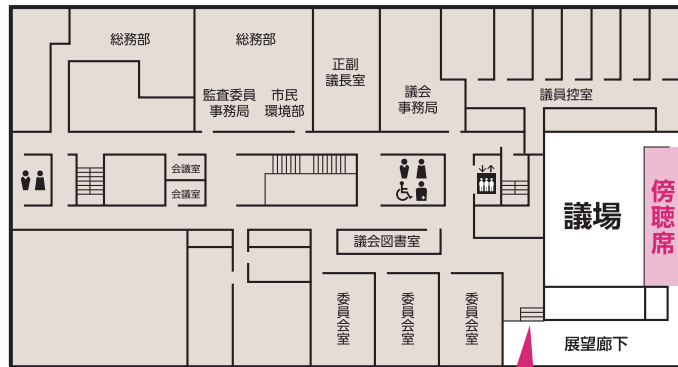 総務部
総務部
監査委員
事務局
市民
環境部
正副
議長室
議会
事務局
議員控室
会議室
会議室
議場
傍聴席
議会図書室
委員会室
委員会室
委員会室
展望廊下